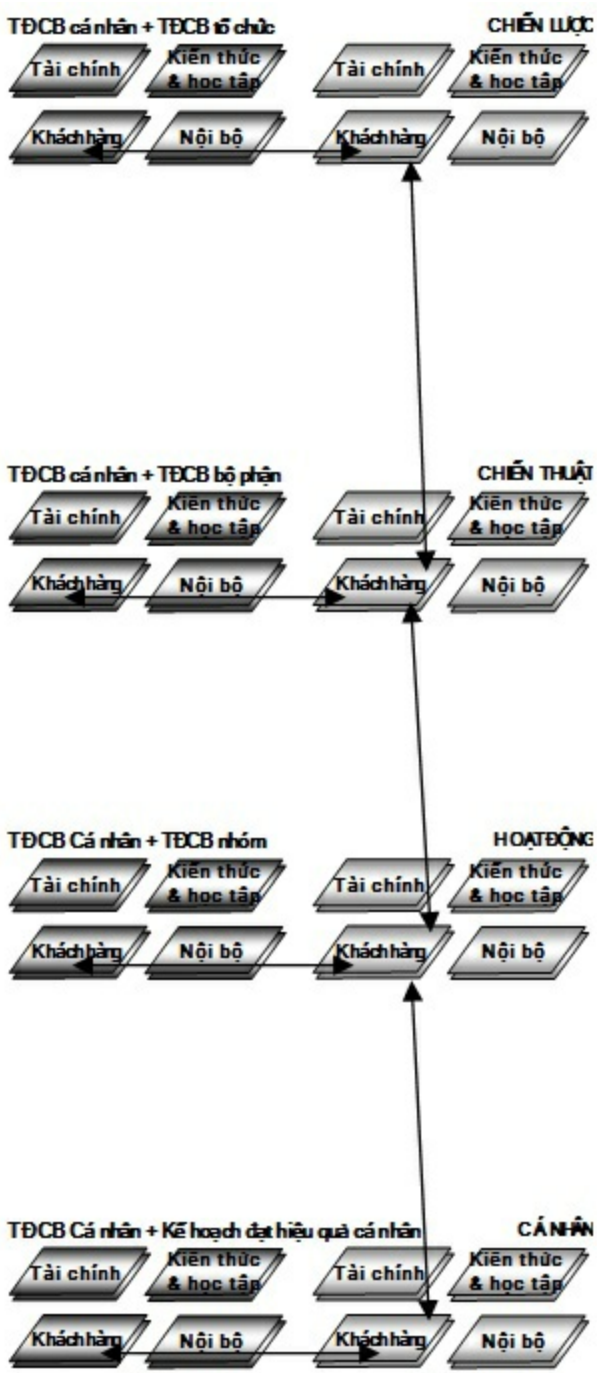 TĐCB cá nhân + TĐCB tổ chức CHIẾN LƯỢC
Tài chính Kiến thức & học tập Tài chính Kiến thức & học tập
Khách hàng Nội bộ Khách hàng Nội bộ
TĐCB cá nhân + TĐCB bộ phận CHIẾN THUẬT
Tài chính Kiến thức & học tập Tài chính Kiến thức & học tập
Khách hàng Nội bộ Khách hàng Nội bộ
TĐCB Cá nhân + TĐCB nhóm HOẠT ĐỘNG
Tài chính Kiến thức & học tập Tài chính Kiến thức & học tập
Khách hàng Nội bộ Khách hàng Nội bộ
TĐCB Cá nhân + Kế hoạch đạt hiệu quả cá nhân CÁ NHÂN
Tài chính Kiến thức & học tập Tài chính Kiến thức & học tập
Khách hàng Nội bộ Khách hàng Nội bộ